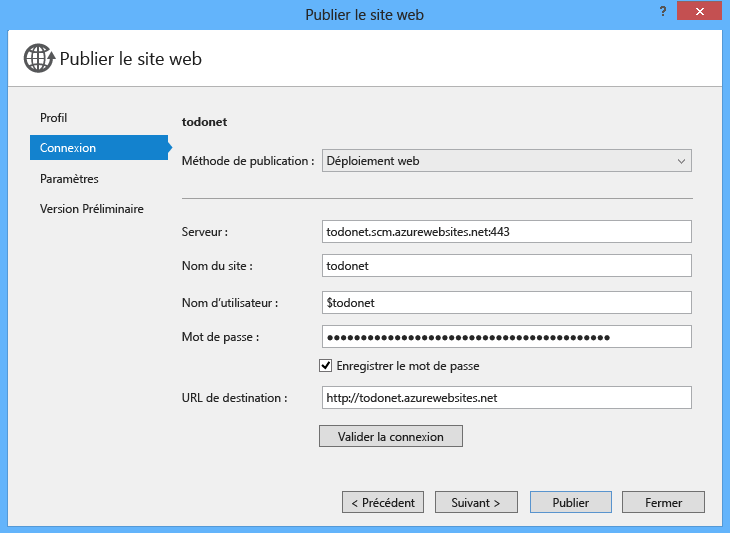 Publier le site web
?
Publier le site web
Profil
Connexion
Paramètres
Version Préliminaire
todonet
Méthode de publication : Déploiement web
Serveur : todonet.scm.azurewebsites.net:443
Nom du site : todonet
Nom d'utilisateur : $todonet
Mot de passe : ●●●●●●●●●●●●●●●●●●●●●●●●●●●●●●●●●●●●●●●●●●
Enregistrer le mot de passe
URL de destination : http://todonet.azurewebsites.net
Valider la connexion
< Précédent Suivant > Publier Fermer